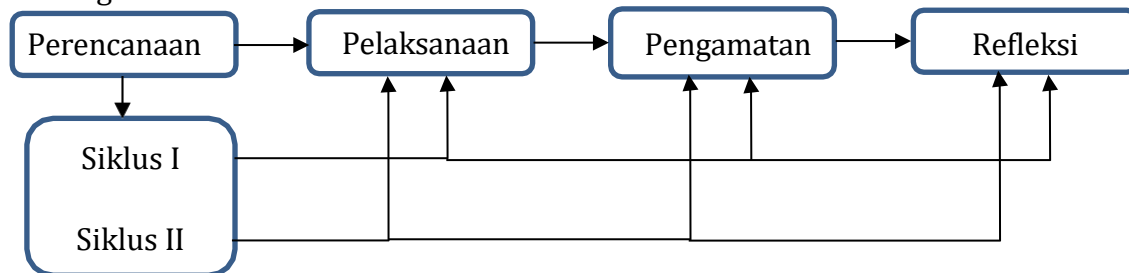 Perencanaan
Pelaksanaan
Pengamatan
Refleksi
Siklus I
Siklus II